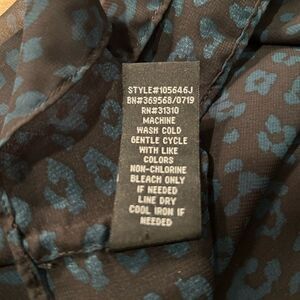 STYLE#105646J
BN#369568/0719
RN#31310
MACHINE
WASH COLD
GENTLE CYCLE
WITH LIKE
COLORS
NON-CHLORINE
BLEACH ONLY
IF NEEDED
LINE DRY
COOL IRON IF
NEEDED